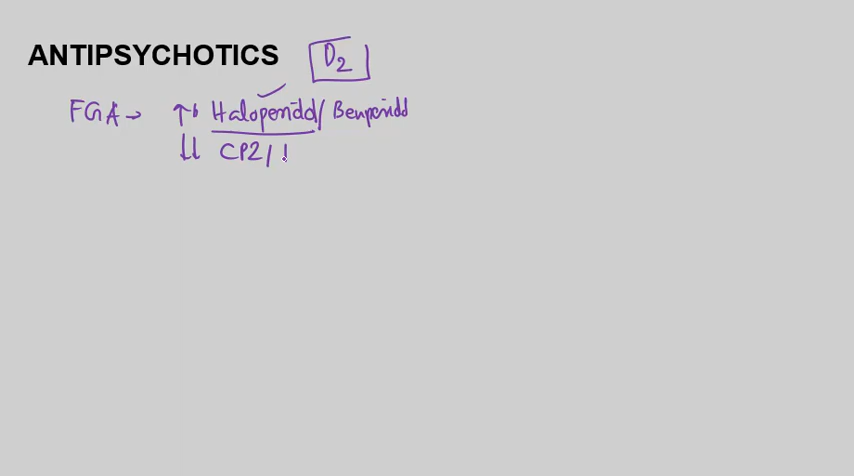 ANTIPSYCHOTICS D2
FGA → ↑↑ Haloperidol / Benperidol
↓↓ CPZ /